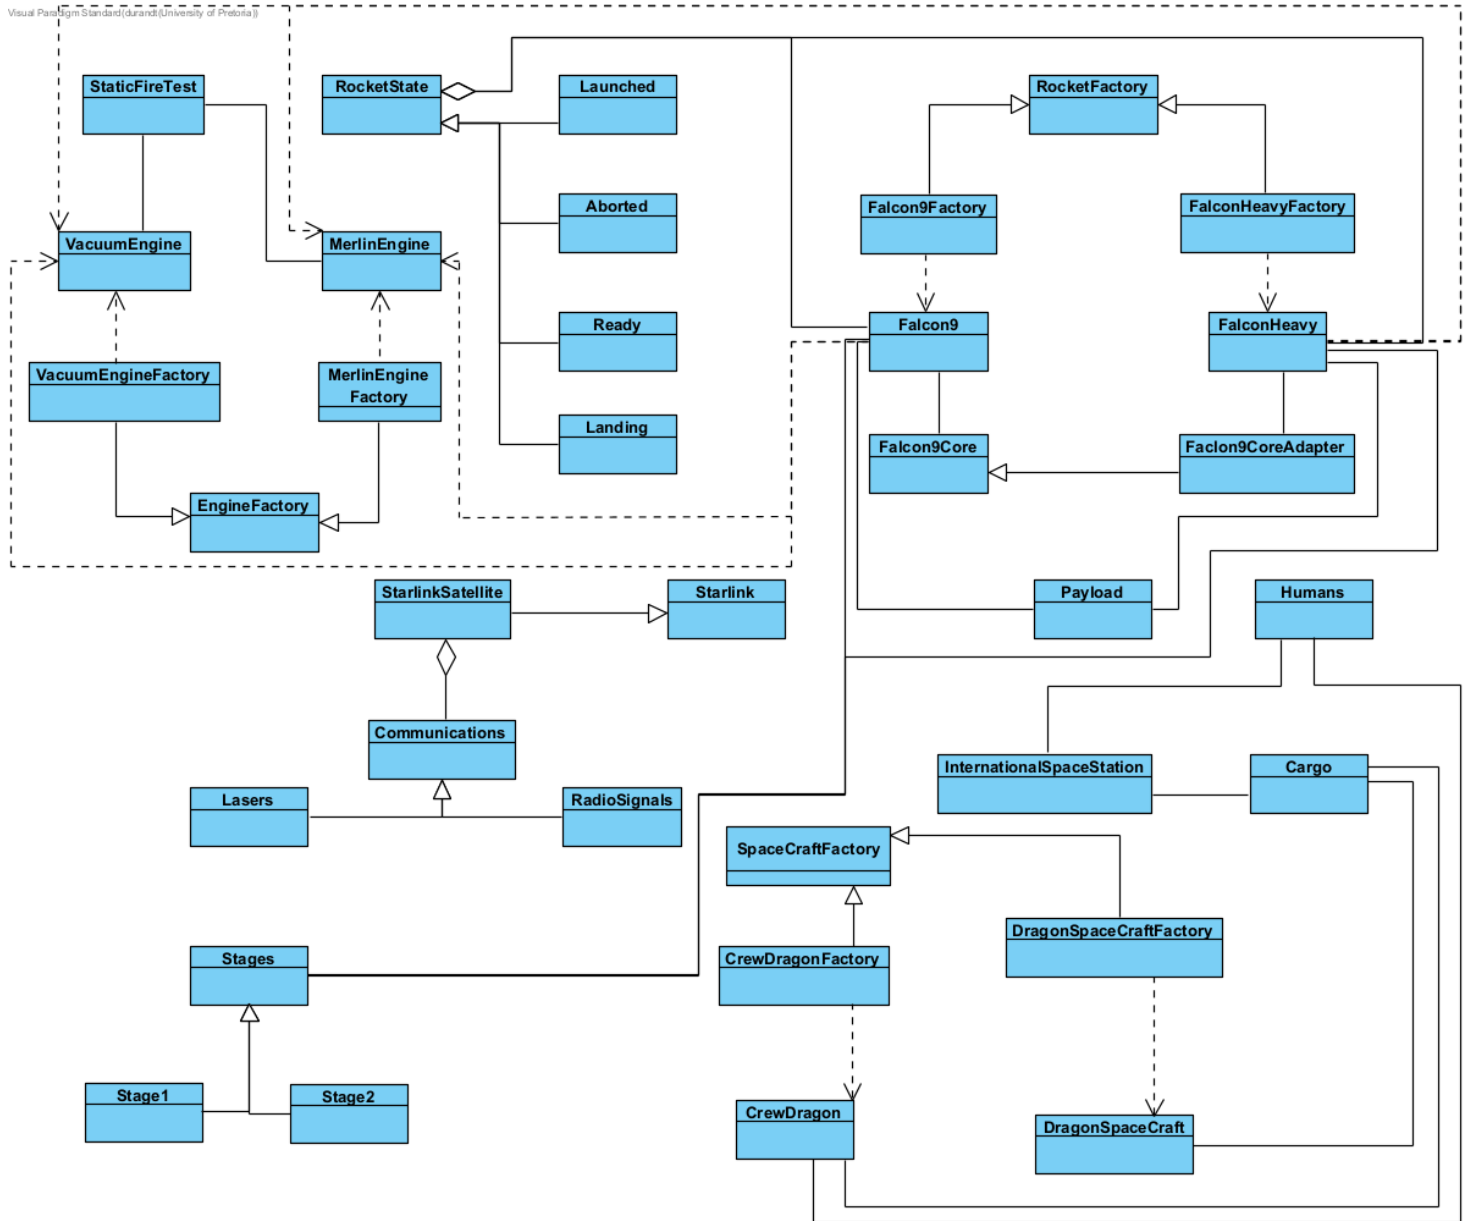 Visual Paradigm Standard(durandt(University of Pretoria))
StaticFireTest
RocketState
Launched
RocketFactory
Aborted
Falcon9Factory
FalconHeavyFactory
VacuumEngine
MerlinEngine
Ready
Falcon9
FalconHeavy
VacuumEngineFactory
MerlinEngine
Factory
Landing
Falcon9Core
Faclon9CoreAdapter
EngineFactory
StarlinkSatellite
Starlink
Payload
Humans
Communications
InternationalSpaceStation
Cargo
Lasers
RadioSignals
SpaceCraftFactory
DragonSpaceCraftFactory
Stages
CrewDragonFactory
Stage1
Stage2
CrewDragon
DragonSpaceCraft